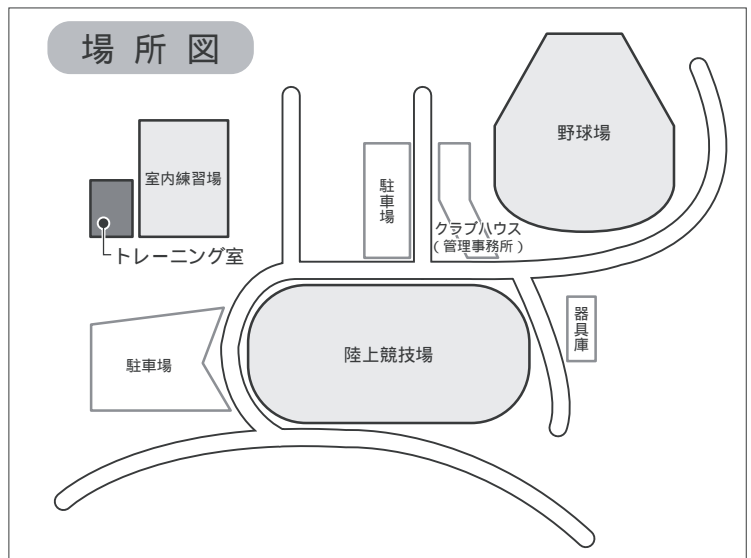 場所図
野球場
室内練習場
駐車場
クラブハウス
(管理事務所)
トレーニング室
器具庫
陸上競技場
駐車場